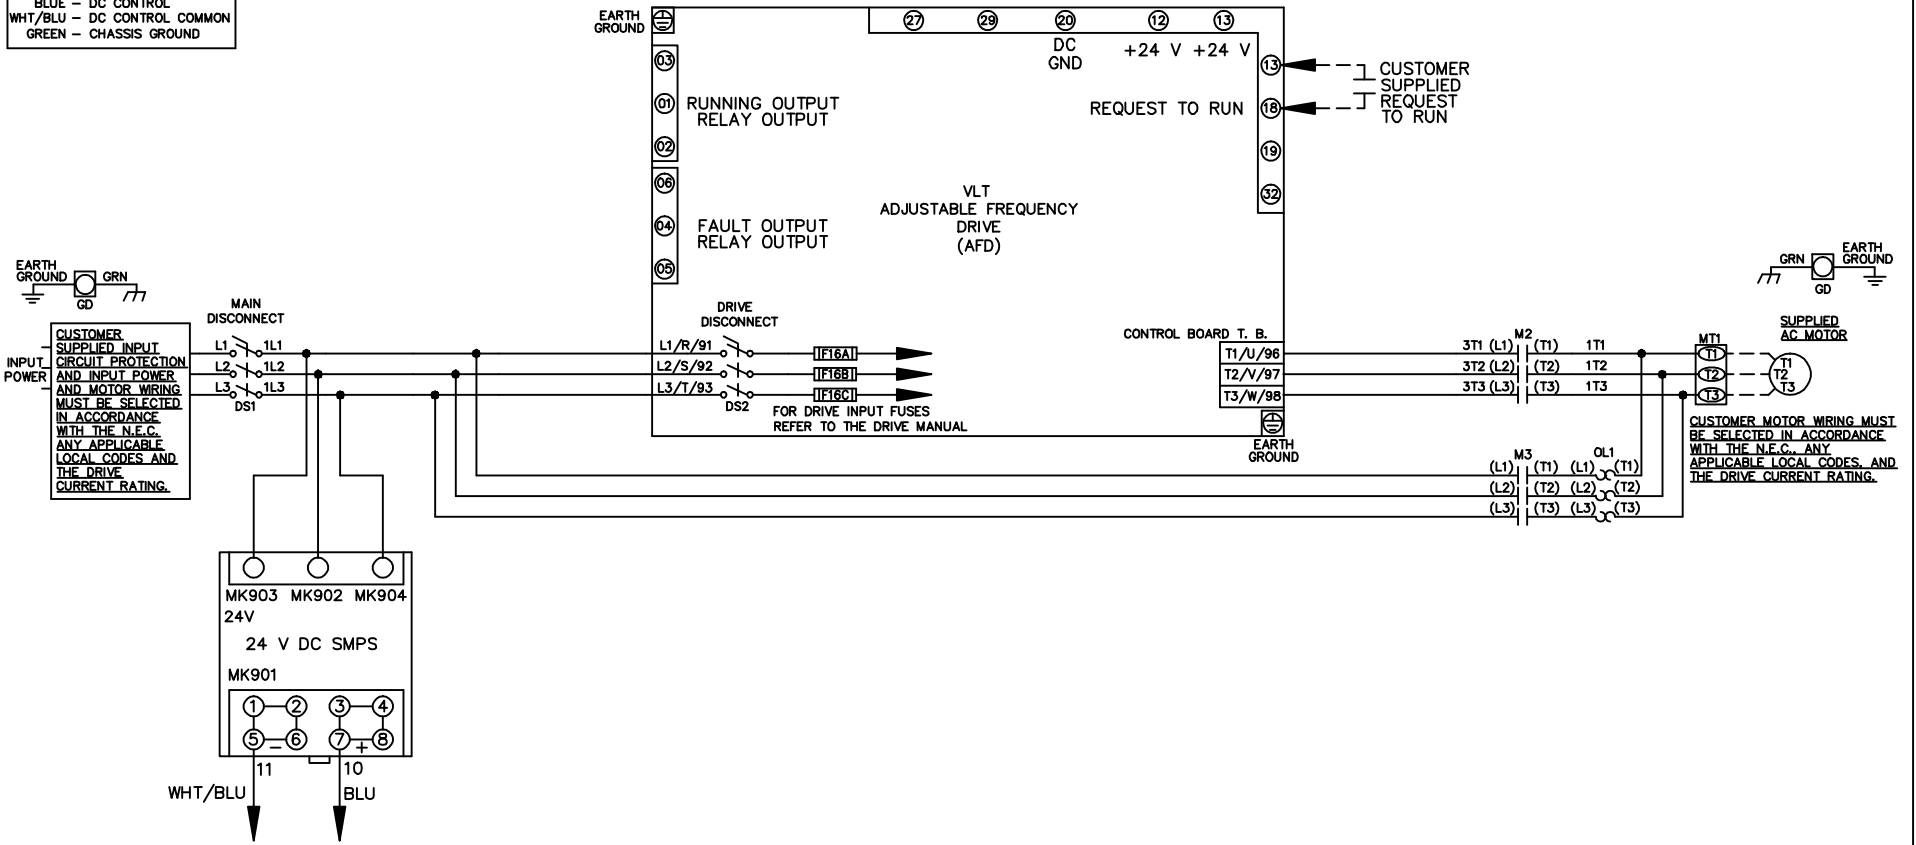 BLUE – DC CONTROL
WHT/BLU – DC CONTROL COMMON
GREEN – CHASSIS GROUND
EARTH
GROUND
27 29 20 12 13
DC
GND
+24 V +24 V
03
01
02
RUNNING OUTPUT
RELAY OUTPUT
06
04
05
FAULT OUTPUT
RELAY OUTPUT
13
18
19
32
REQUEST TO RUN
CUSTOMER
SUPPLIED
REQUEST
TO RUN
VLT
ADJUSTABLE FREQUENCY
DRIVE
(AFD)
EARTH
GROUND
GRN
GD
MAIN
DISCONNECT
INPUT
POWER
CUSTOMER
SUPPLIED INPUT
CIRCUIT PROTECTION
AND INPUT POWER
AND MOTOR WIRING
MUST BE SELECTED
IN ACCORDANCE
WITH THE N.E.C.
ANY APPLICABLE
LOCAL CODES AND
THE DRIVE
CURRENT RATING.
L1 1L1
L2 1L2
L3 1L3
DS1
DRIVE
DISCONNECT
L1/R/91
L2/S/92
L3/T/93
DS2
F16A
F16B
F16C
FOR DRIVE INPUT FUSES
REFER TO THE DRIVE MANUAL
CONTROL BOARD T. B.
T1/U/96
T2/V/97
T3/W/98
EARTH
GROUND
M2
3T1 (L1) (T1) 1T1
3T2 (L2) (T2) 1T2
3T3 (L3) (T3) 1T3
M3
OL1
(L1) (T1) (L1) (T1)
(L2) (T2) (L2) (T2)
(L3) (T3) (L3) (T3)
GRN
GD
EARTH
GROUND
SUPPLIED
AC MOTOR
MT1
T1
T2
T3
T1
T2
T3
CUSTOMER MOTOR WIRING MUST
BE SELECTED IN ACCORDANCE
WITH THE N.E.C., ANY
APPLICABLE LOCAL CODES, AND
THE DRIVE CURRENT RATING.
MK903 MK902 MK904
24V
24 V DC SMPS
MK901
1 2 3 4
5 – 6 7 + 8
11 10
WHT/BLU BLU